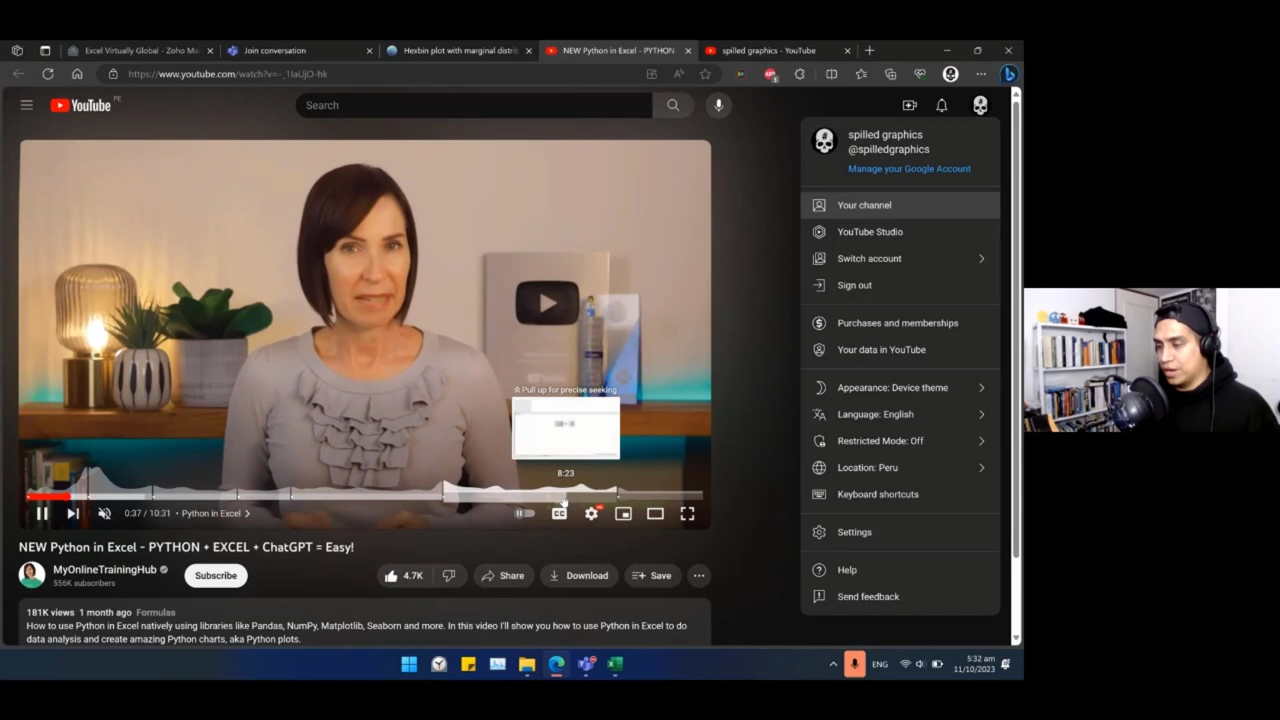 Excel Virtually Global - Zoho Ma
Join conversation
Hexbin plot with marginal distrib
NEW Python in Excel - PYTHON
spilled graphics - YouTube
https://www.youtube.com/watch?v=-_1IaUjO-hk
YouTube PE
Search
spilled graphics
@spilledgraphics
Manage your Google Account
Your channel
YouTube Studio
Switch account
Sign out
Purchases and memberships
Your data in YouTube
Appearance: Device theme
Language: English
Restricted Mode: Off
Location: Peru
Keyboard shortcuts
Settings
Help
Send feedback
Pull up for precise seeking
8:23
0:37 / 10:31 • Python in Excel
NEW Python in Excel - PYTHON + EXCEL + ChatGPT = Easy!
MyOnlineTrainingHub
556K subscribers
Subscribe
4.7K
Share
Download
Save
181K views 1 month ago Formulas
How to use Python in Excel natively using libraries like Pandas, NumPy, Matplotlib, Seaborn and more. In this video I'll show you how to use Python in Excel to do
data analysis and create amazing Python charts, aka Python plots.
ENG
5:32 am
11/10/2023